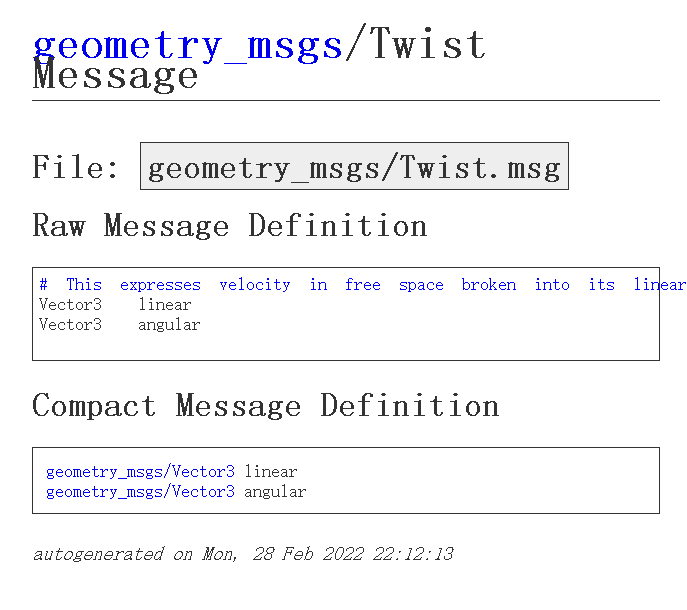 geometry_msgs/Twist
Message
File: geometry_msgs/Twist.msg
Raw Message Definition
# This expresses velocity in free space broken into its linear
Vector3 linear
Vector3 angular
Compact Message Definition
geometry_msgs/Vector3 linear
geometry_msgs/Vector3 angular
autogenerated on Mon, 28 Feb 2022 22:12:13